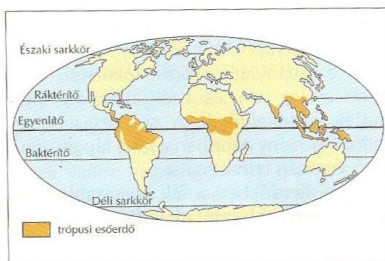 Északi sarkkör
Ráktérítő
Egyenlítő
Baktérítő
Déli sarkkör
trópusi esőerdő